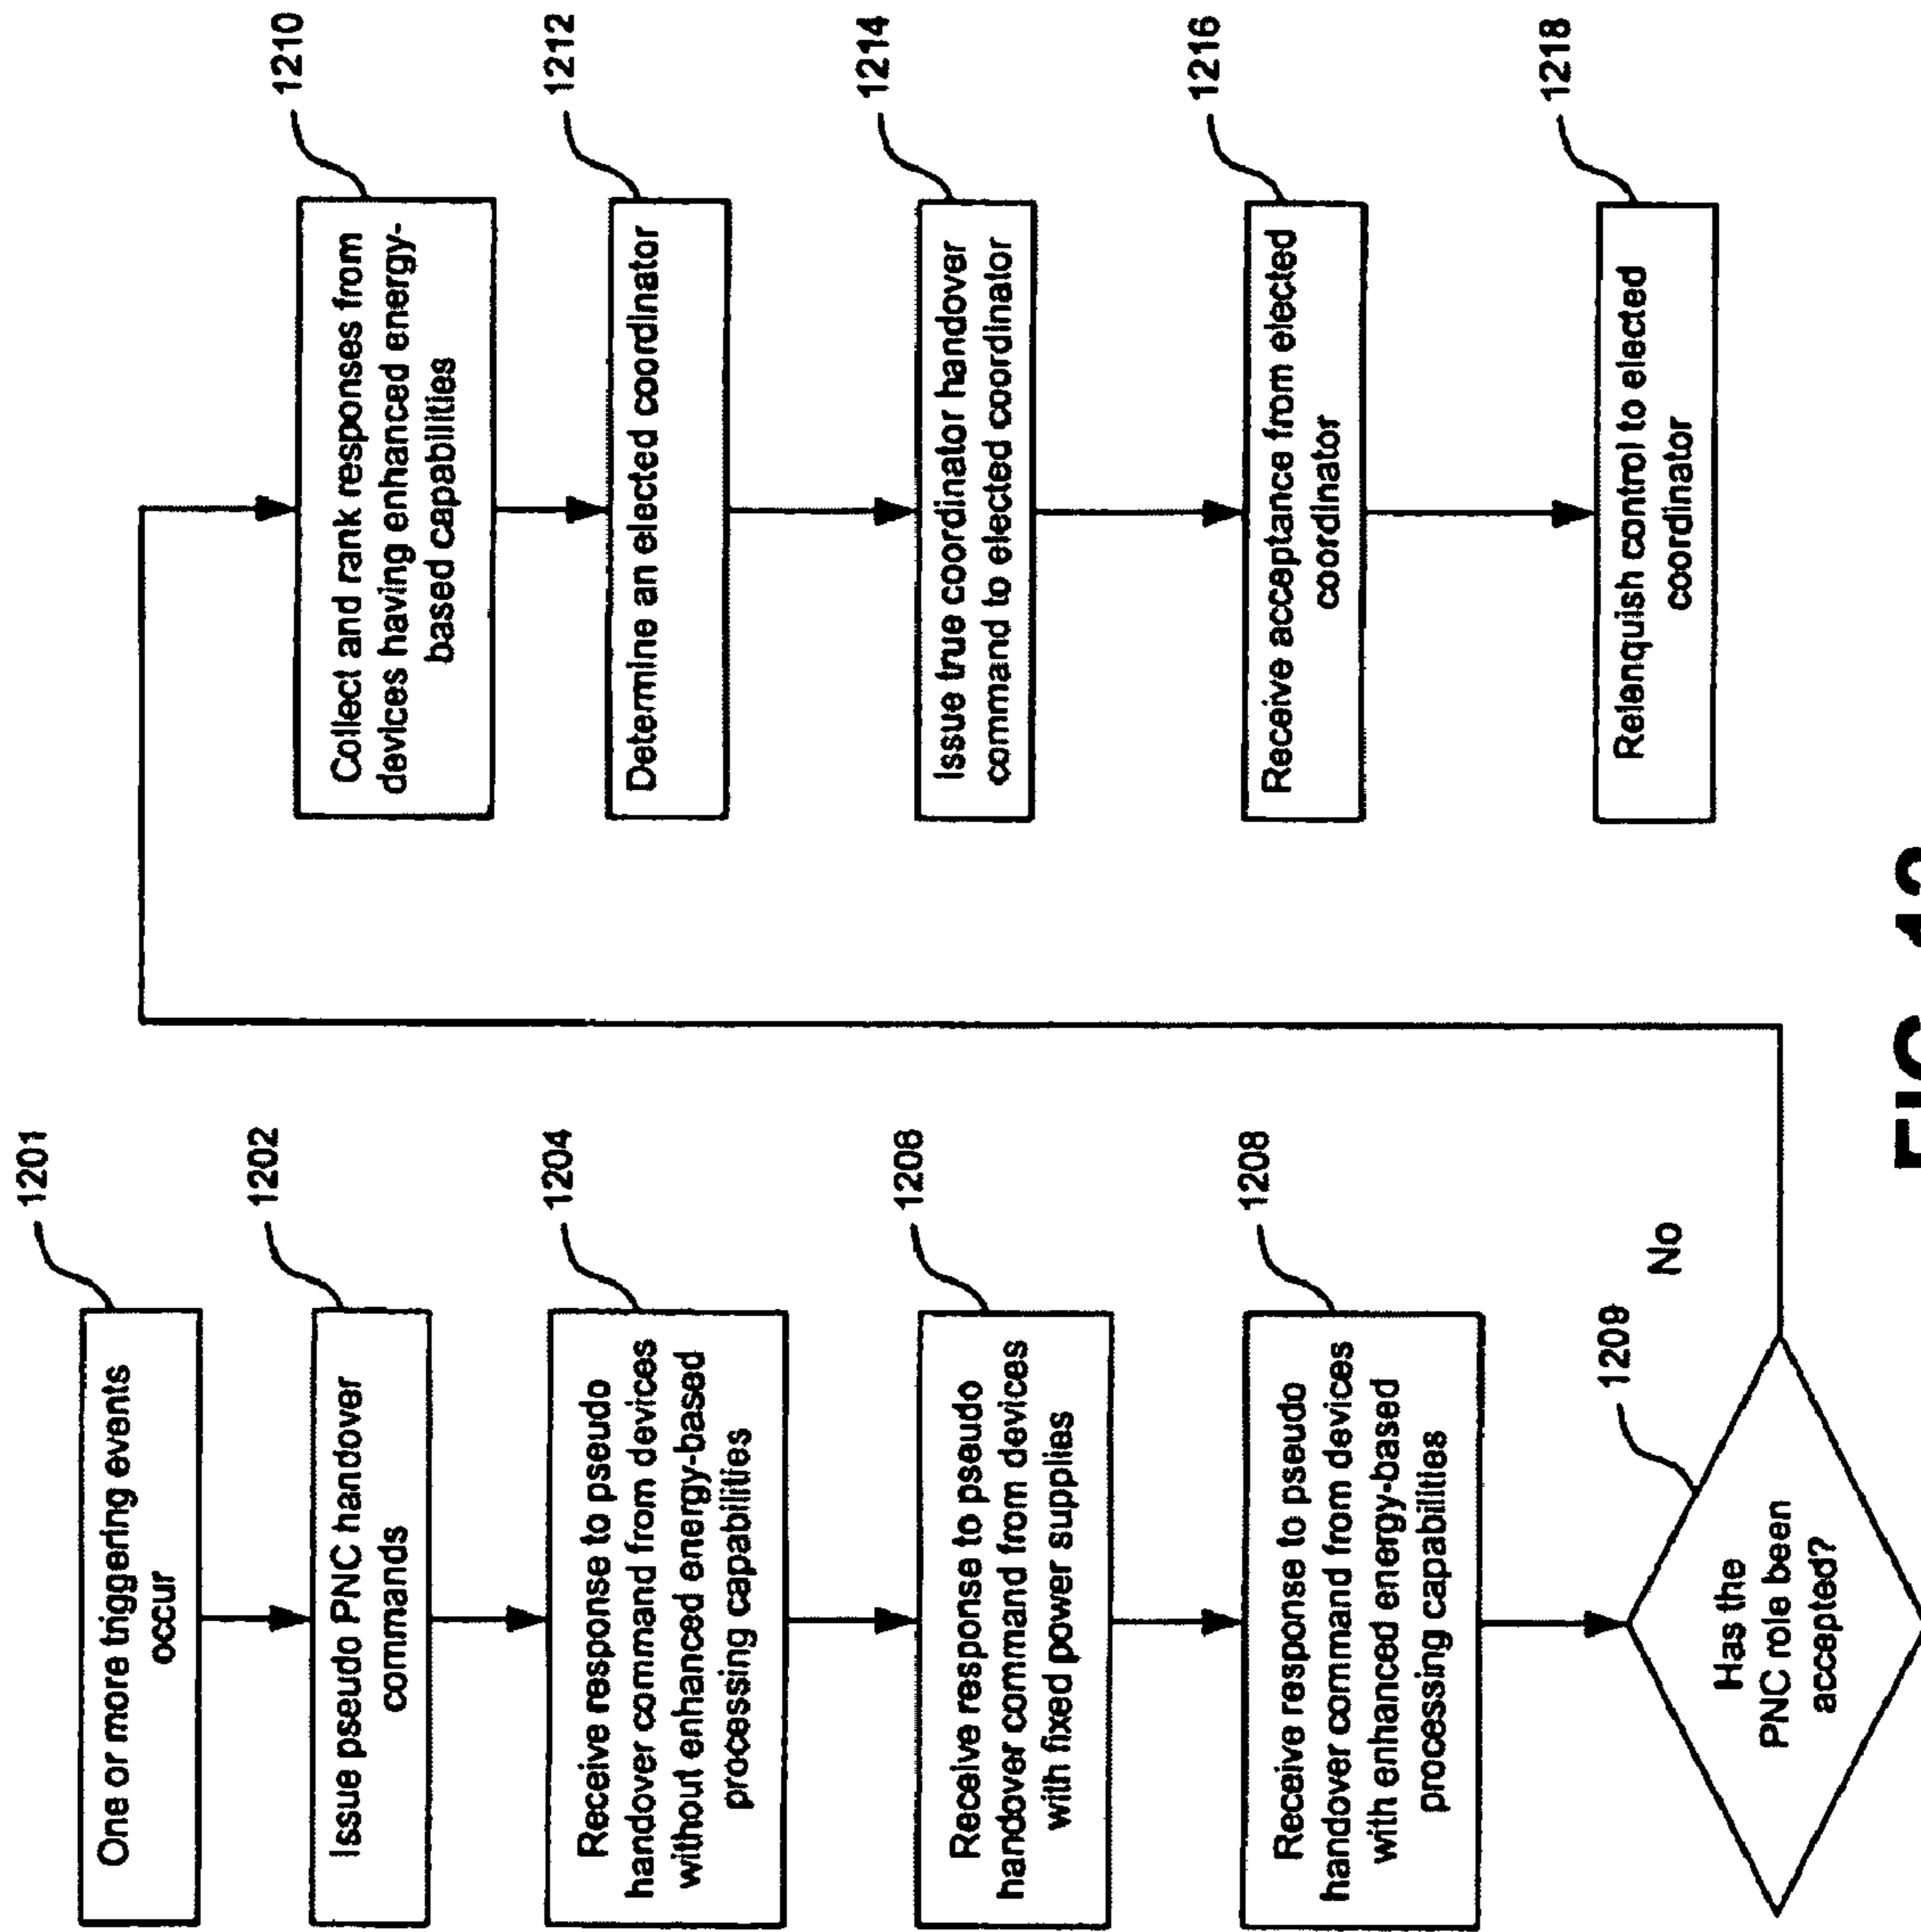 1201
One or more triggering events
occur
1202
Issue pseudo PNC handover
commands
1204
Receive response to pseudo
handover command from devices
without enhanced energy-based
processing capabilities
1206
Receive response to pseudo
handover command from devices
with fixed power supplies
1208
Receive response to pseudo
handover command from devices
with enhanced energy-based
processing capabilities
1209
Has the
PNC role been
accepted?
No
1210
Collect and rank responses from
devices having enhanced energy-
based capabilities
1212
Determine an elected coordinator
1214
Issue true coordinator handover
command to elected coordinator
1216
Receive acceptance from elected
coordinator
1218
Relenquish control to elected
coordinator